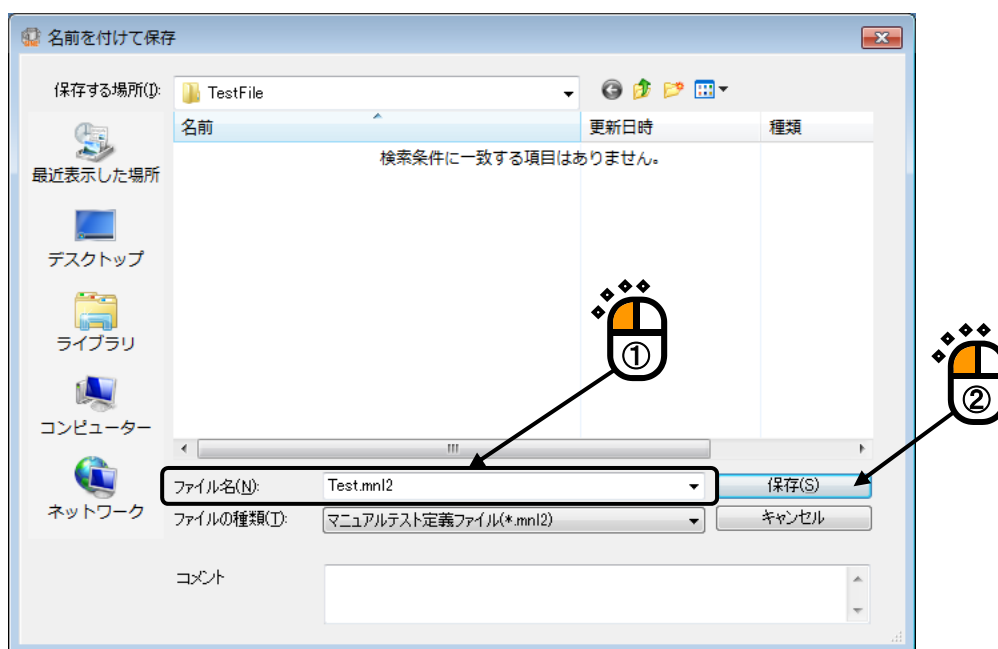 名前を付けて保存
保存する場所(I):
TestFile
名前
更新日時
種類
検索条件に一致する項目はありません。
最近表示した場所
デスクトップ
ライブラリ
コンピューター
ネットワーク
①
②
ファイル名(N):
Test.mnl2
保存(S)
ファイルの種類(T):
マニュアルテスト定義ファイル(*.mnl2)
キャンセル
コメント